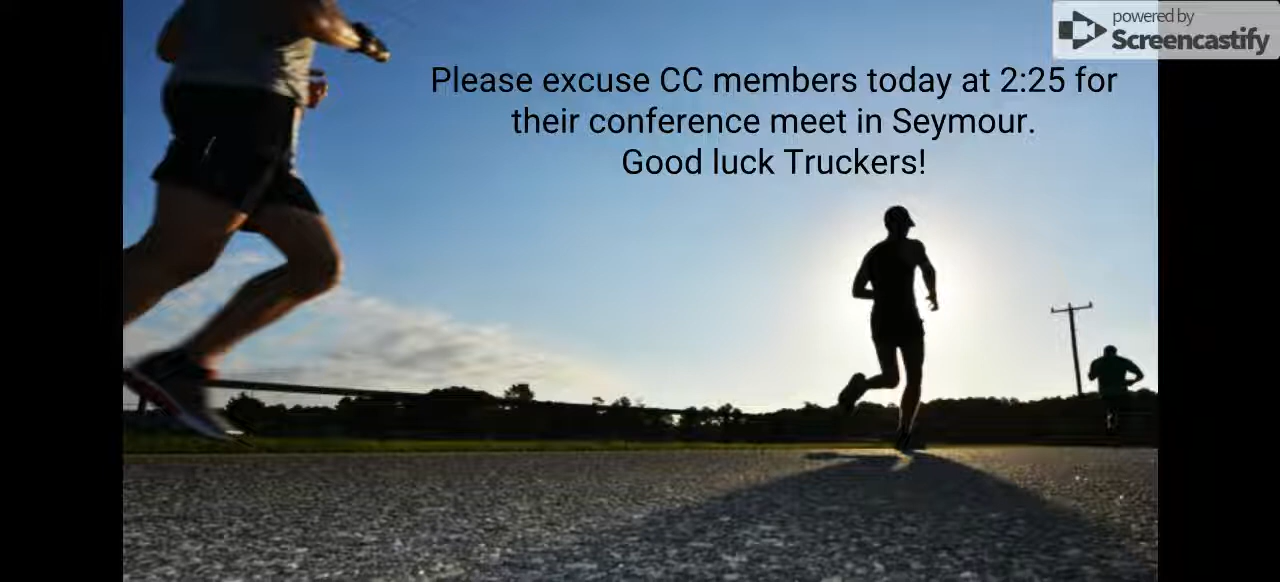 powered by
Screencastify
Please excuse CC members today at 2:25 for
their conference meet in Seymour.
Good luck Truckers!